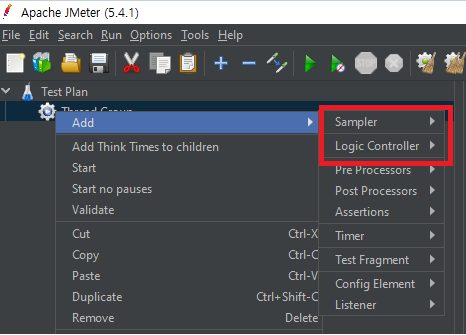 Apache JMeter (5.4.1)
File Edit Search Run Options Tools Help
Test Plan
Thread Group
Add
Add Think Times to children
Start
Start no pauses
Validate
Cut Ctrl-X
Copy Ctrl-C
Paste Ctrl-V
Duplicate Ctrl+Shift-C
Remove Delete
Sampler
Logic Controller
Pre Processors
Post Processors
Assertions
Timer
Test Fragment
Config Element
Listener